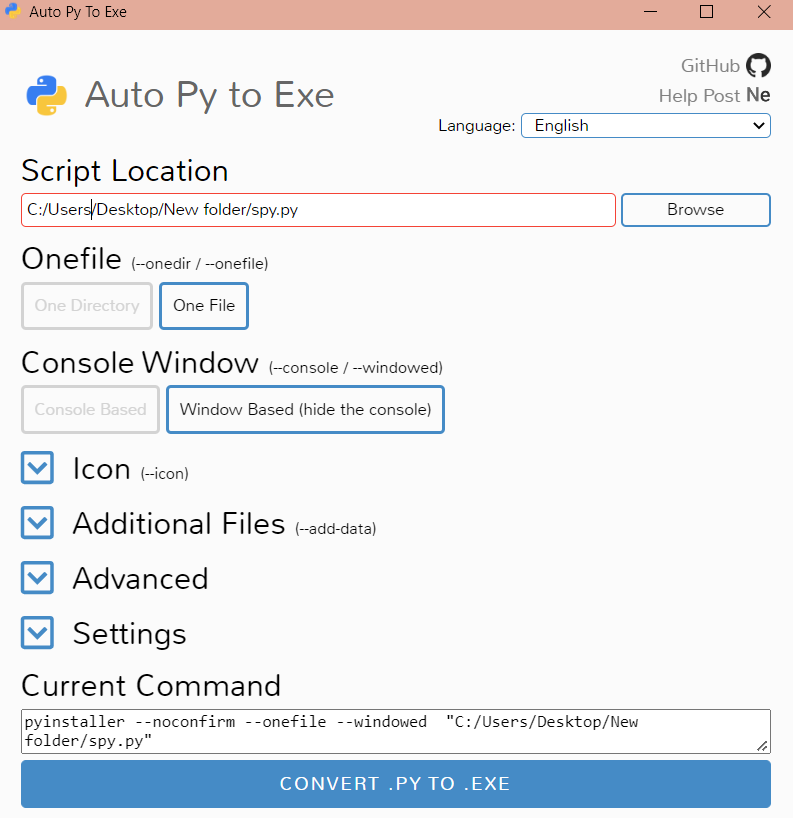 Auto Py To Exe
GitHub
Auto Py to Exe
Help Post Ne
Language: English
Script Location
C:/Users/Desktop/New folder/spy.py
Browse
Onefile (--onedir / --onefile)
One Directory One File
Console Window (--console / --windowed)
Console Based Window Based (hide the console)
Icon (--icon)
Additional Files (--add-data)
Advanced
Settings
Current Command
pyinstaller --noconfirm --onefile --windowed  "C:/Users/Desktop/New
folder/spy.py"
CONVERT .PY TO .EXE